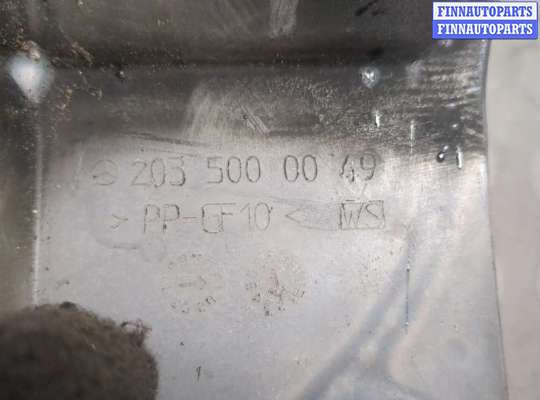 FINNAUTOPARTS
FINNAUTOPARTS
203 500 00 49
> PP-GF10 <